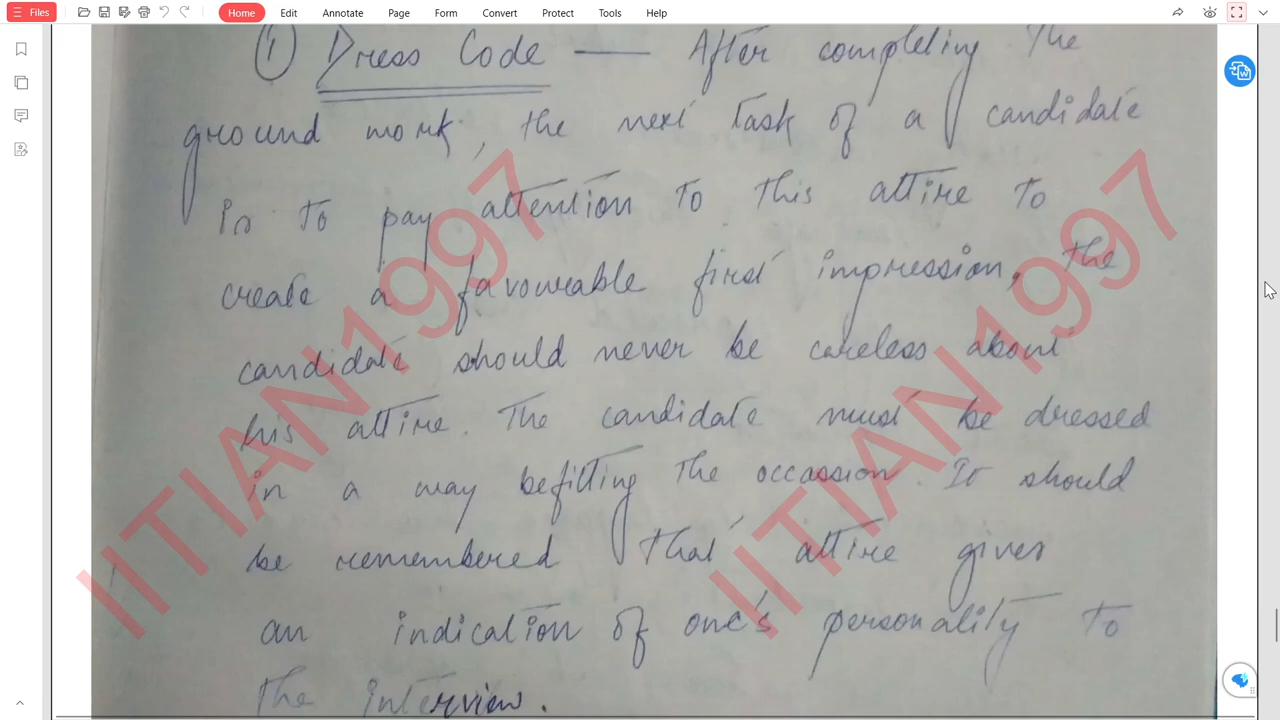 Files
Home
Edit
Annotate
Page
Form
Convert
Protect
Tools
Help
① Dress Code — After completing the
ground work, the next task of a candidate
is to pay attention to this attire to
create a favourable first impression, the
candidate should never be careless about
his attire. The candidate must be dressed
in a way befitting the occassion. It should
be remembered that attire gives
an indication of one's personality to
the interview.
IITIAN1997
IITIAN1997